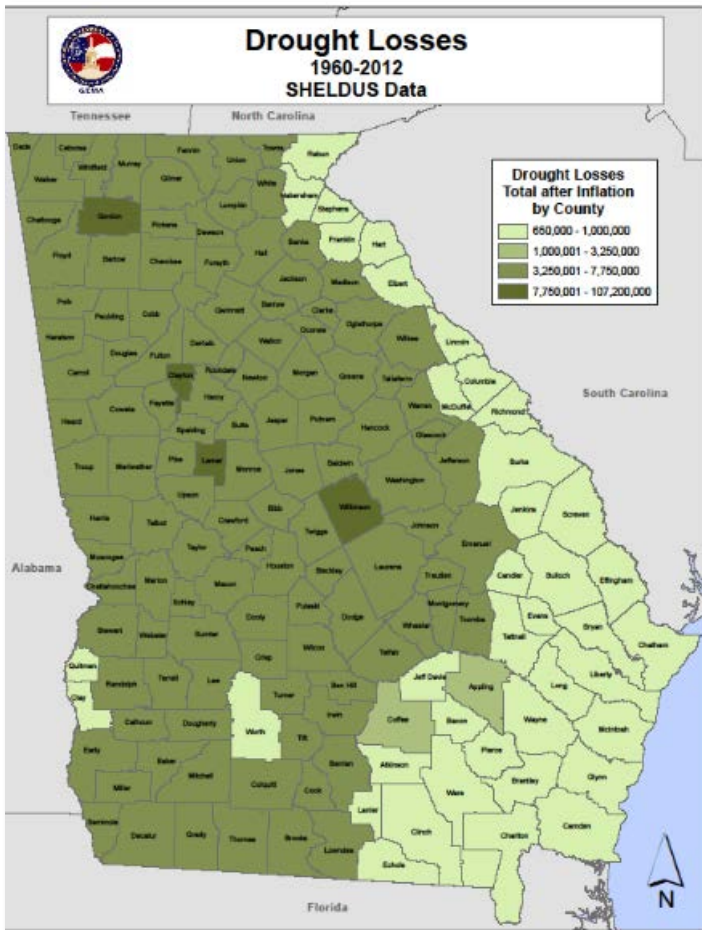 Drought Losses
1960-2012
SHELDUS Data
GEMA
Tennessee
North Carolina
Drought Losses
Total after Inflation
by County
650,000 - 1,000,000
1,000,001 - 3,250,000
3,250,001 - 7,750,000
7,750,001 - 107,200,000
Dade
Catoosa
Whitfield
Murray
Fannin
Union
Towns
Rabun
Walker
Gilmer
White
Habersham
Stephens
Chattooga
Gordon
Pickens
Lumpkin
Dawson
Franklin
Hart
Floyd
Bartow
Cherokee
Forsyth
Hall
Banks
Elbert
Jackson
Madison
Polk
Paulding
Cobb
Gwinnett
Barrow
Clarke
Oconee
Oglethorpe
Wilkes
Lincoln
Haralson
Douglas
Fulton
DeKalb
Walton
Columbia
Carroll
Clayton
Rockdale
Newton
Morgan
Greene
Taliaferro
McDuffie
South Carolina
Fayette
Henry
Warren
Richmond
Heard
Coweta
Spalding
Butts
Jasper
Putnam
Hancock
Glascock
Burke
Troup
Meriwether
Pike
Lamar
Monroe
Jones
Baldwin
Washington
Jefferson
Upson
Wilkinson
Jenkins
Screven
Harris
Talbot
Crawford
Bibb
Twiggs
Johnson
Emanuel
Muscogee
Taylor
Peach
Houston
Bleckley
Laurens
Treutlen
Candler
Bulloch
Effingham
Alabama
Chattahoochee
Marion
Macon
Schley
Dooly
Pulaski
Dodge
Wheeler
Montgomery
Toombs
Evans
Bryan
Chatham
Stewart
Webster
Sumter
Crisp
Wilcox
Telfair
Tattnall
Liberty
Quitman
Randolph
Terrell
Lee
Turner
Ben Hill
Jeff Davis
Appling
Long
Clay
Calhoun
Dougherty
Worth
Irwin
Coffee
Bacon
Wayne
McIntosh
Early
Baker
Mitchell
Tift
Berrien
Atkinson
Pierce
Brantley
Glynn
Miller
Colquitt
Cook
Lanier
Ware
Seminole
Decatur
Grady
Thomas
Brooks
Lowndes
Clinch
Charlton
Camden
Echols
Florida
N